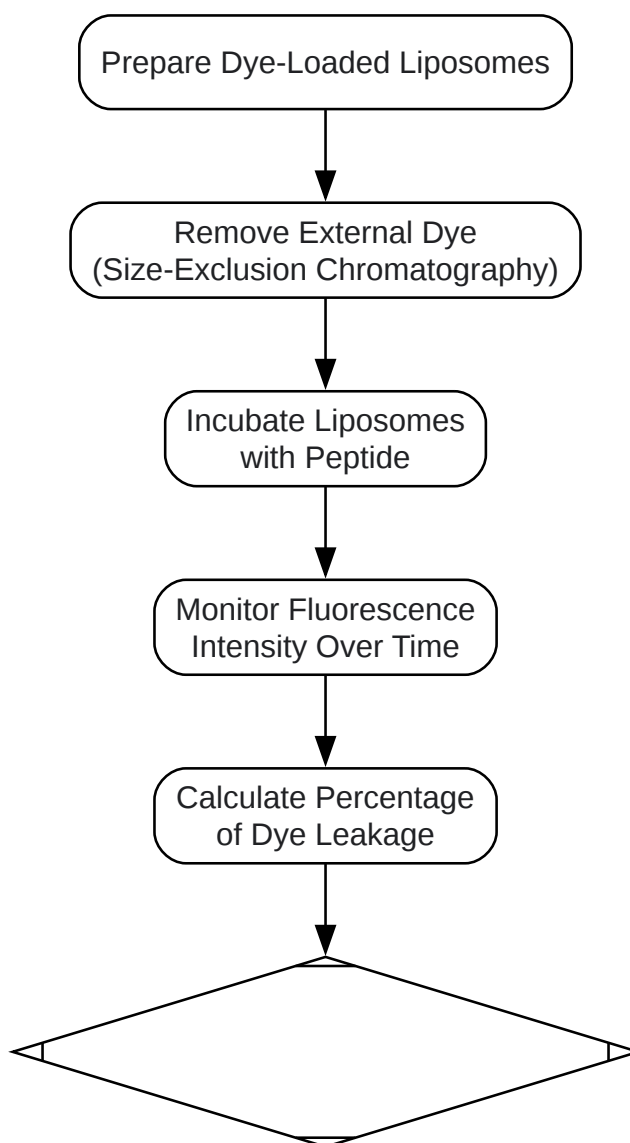 Prepare Dye-Loaded Liposomes
Remove External Dye
(Size-Exclusion Chromatography)
Incubate Liposomes
with Peptide
Monitor Fluorescence
Intensity Over Time
Calculate Percentage
of Dye Leakage